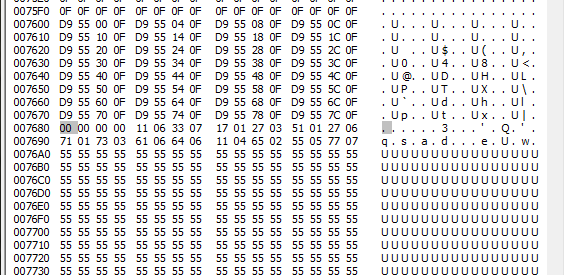 0075F0 0F 0F 0F 0F 0F 0F 0F 0F 0F 0F 0F 0F 0F 0F 0F 0F ................
007600 D9 55 00 0F D9 55 04 0F D9 55 08 0F D9 55 0C 0F .U...U...U...U..
007610 D9 55 10 0F D9 55 14 0F D9 55 18 0F D9 55 1C 0F .U...U...U...U..
007620 D9 55 20 0F D9 55 24 0F D9 55 28 0F D9 55 2C 0F .U ..U$..U(..U,.
007630 D9 55 30 0F D9 55 34 0F D9 55 38 0F D9 55 3C 0F .U0..U4..U8..U<.
007640 D9 55 40 0F D9 55 44 0F D9 55 48 0F D9 55 4C 0F .U@..UD..UH..UL.
007650 D9 55 50 0F D9 55 54 0F D9 55 58 0F D9 55 5C 0F .UP..UT..UX..U\.
007660 D9 55 60 0F D9 55 64 0F D9 55 68 0F D9 55 6C 0F .U`..Ud..Uh..Ul.
007670 D9 55 70 0F D9 55 74 0F D9 55 78 0F D9 55 7C 0F .Up..Ut..Ux..U|.
007680 00 00 00 00 11 06 33 07 17 01 27 03 51 01 27 06 ......3...'.Q.'.
007690 71 01 73 03 61 06 64 06 11 04 65 02 55 05 77 07 q.s.a.d...e.U.w.
0076A0 55 55 55 55 55 55 55 55 55 55 55 55 55 55 55 55 UUUUUUUUUUUUUUUU
0076B0 55 55 55 55 55 55 55 55 55 55 55 55 55 55 55 55 UUUUUUUUUUUUUUUU
0076C0 55 55 55 55 55 55 55 55 55 55 55 55 55 55 55 55 UUUUUUUUUUUUUUUU
0076D0 55 55 55 55 55 55 55 55 55 55 55 55 55 55 55 55 UUUUUUUUUUUUUUUU
0076E0 55 55 55 55 55 55 55 55 55 55 55 55 55 55 55 55 UUUUUUUUUUUUUUUU
0076F0 55 55 55 55 55 55 55 55 55 55 55 55 55 55 55 55 UUUUUUUUUUUUUUUU
007700 55 55 55 55 55 55 55 55 55 55 55 55 55 55 55 55 UUUUUUUUUUUUUUUU
007710 55 55 55 55 55 55 55 55 55 55 55 55 55 55 55 55 UUUUUUUUUUUUUUUU
007720 55 55 55 55 55 55 55 55 55 55 55 55 55 55 55 55 UUUUUUUUUUUUUUUU
007730 55 55 55 55 55 55 55 55 55 55 55 55 55 55 55 55 UUUUUUUUUUUUUUUU